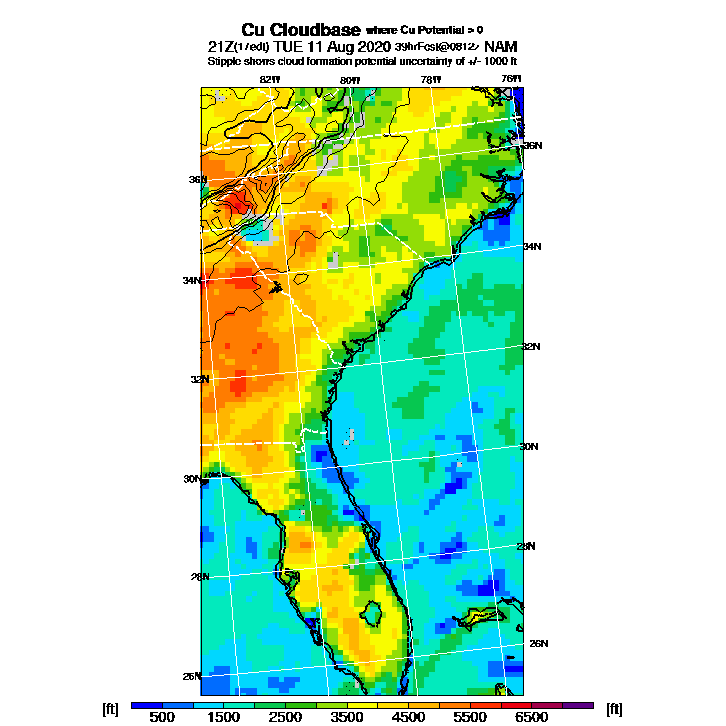 Cu Cloudbase where Cu Potential > 0
21Z(17edt) TUE 11 Aug 2020 39hrFcst@0812z NAM
Stipple shows cloud formation potential uncertainty of +/- 1000 ft
82W 80W 78W 76W
36N
36N
34N
34N
32N
32N
30N
30N
28N
28N
26N
26N
[ft] [ft]
500 1500 2500 3500 4500 5500 6500